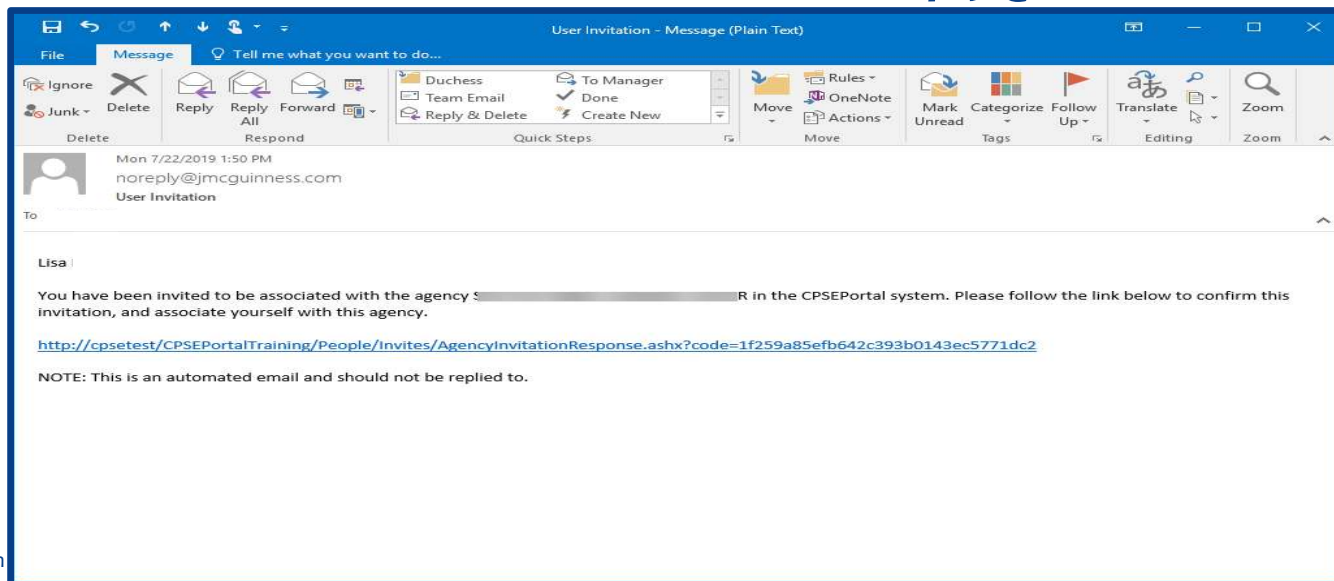 User Invitation - Message (Plain Text)
File Message Tell me what you want to do...
Ignore
Junk
Delete
Reply
Reply All
Forward
Duchess
Team Email
Reply & Delete
To Manager
Done
Create New
Move
Rules
OneNote
Actions
Mark Unread
Categorize
Follow Up
Translate
Zoom
Delete Respond Quick Steps Move Tags Editing Zoom
Mon 7/22/2019 1:50 PM
noreply@jmcguinness.com
User Invitation
To
Lisa
You have been invited to be associated with the agency S R in the CPSEPortal system. Please follow the link below to confirm this
invitation, and associate yourself with this agency.
http://cpsetest/CPSEPortalTraining/People/Invites/AgencyInvitationResponse.ashx?code=1f259a85efb642c393b0143ec5771dc2
NOTE: This is an automated email and should not be replied to.